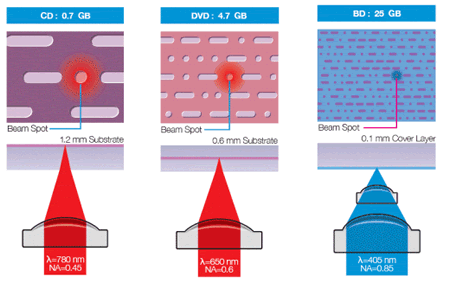 CD : 0.7 GB
Beam Spot
1.2 mm Substrate
λ=780 nm
NA=0.45
DVD : 4.7 GB
Beam Spot
0.6 mm Substrate
λ=650 nm
NA=0.6
BD: 25 GB
Beam Spot
0.1 mm Cover Layer
λ=405 nm
NA=0.85